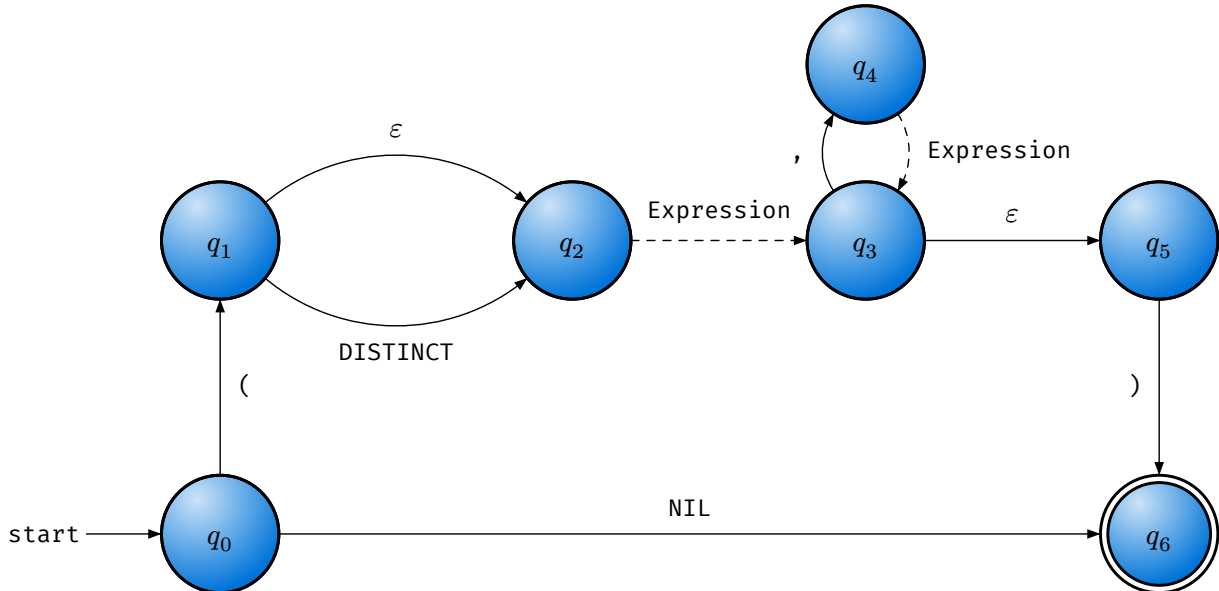 q4
ε
, Expression
Expression
q1
q2
q3
ε
q5
DISTINCT
(
)
NIL
start
q0
q6